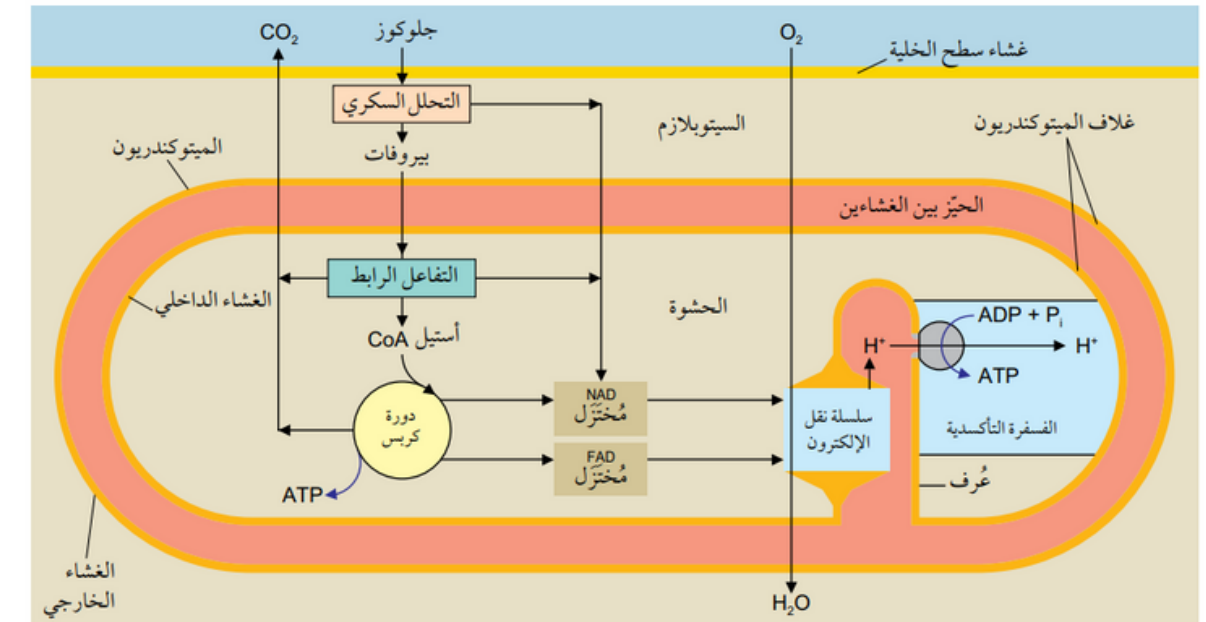 CO₂
جلوكوز
O₂
غشاء سطح الخلية
التحلل السكري
السيتوبلازم
غلاف الميتوكندريون
الميتوكندريون
بيروفات
الحيّز بين الغشاءين
التفاعل الرابط
الغشاء الداخلي
الحشوة
أستيل CoA
ADP + Pᵢ
H⁺
H⁺
ATP
NAD
مُختَزَل
دورة
كربس
سلسلة نقل
الإلكترون
الفسفرة التأكسدية
FAD
مُختَزَل
عُرف
ATP
الغشاء
الخارجي
H₂O